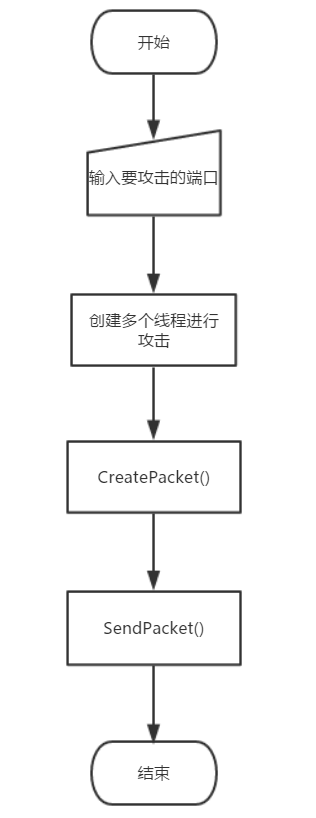 开始
输入要攻击的端口
创建多个线程进行
攻击
CreatePacket()
SendPacket()
结束